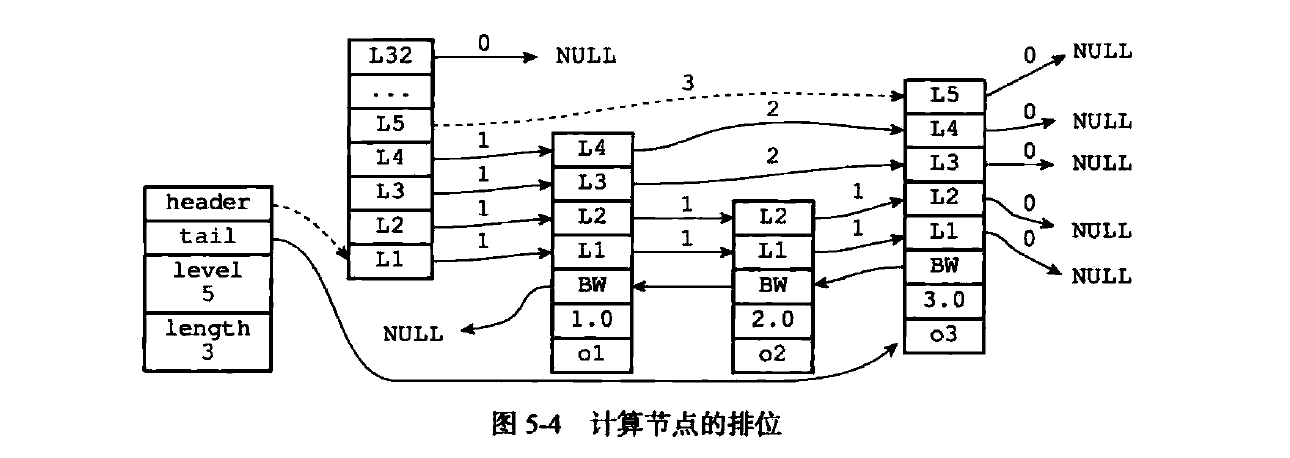 header
tail
level
5
length
3
L32
...
L5
L4
L3
L2
L1
0
NULL
3
1
1
1
1
L4
L3
L2
L1
BW
1.0
o1
NULL
2
2
1
1
L2
L1
BW
2.0
o2
1
1
L5
L4
L3
L2
L1
BW
3.0
o3
0
NULL
0
NULL
0
NULL
0
NULL
0
NULL
图 5-4 计算节点的排位